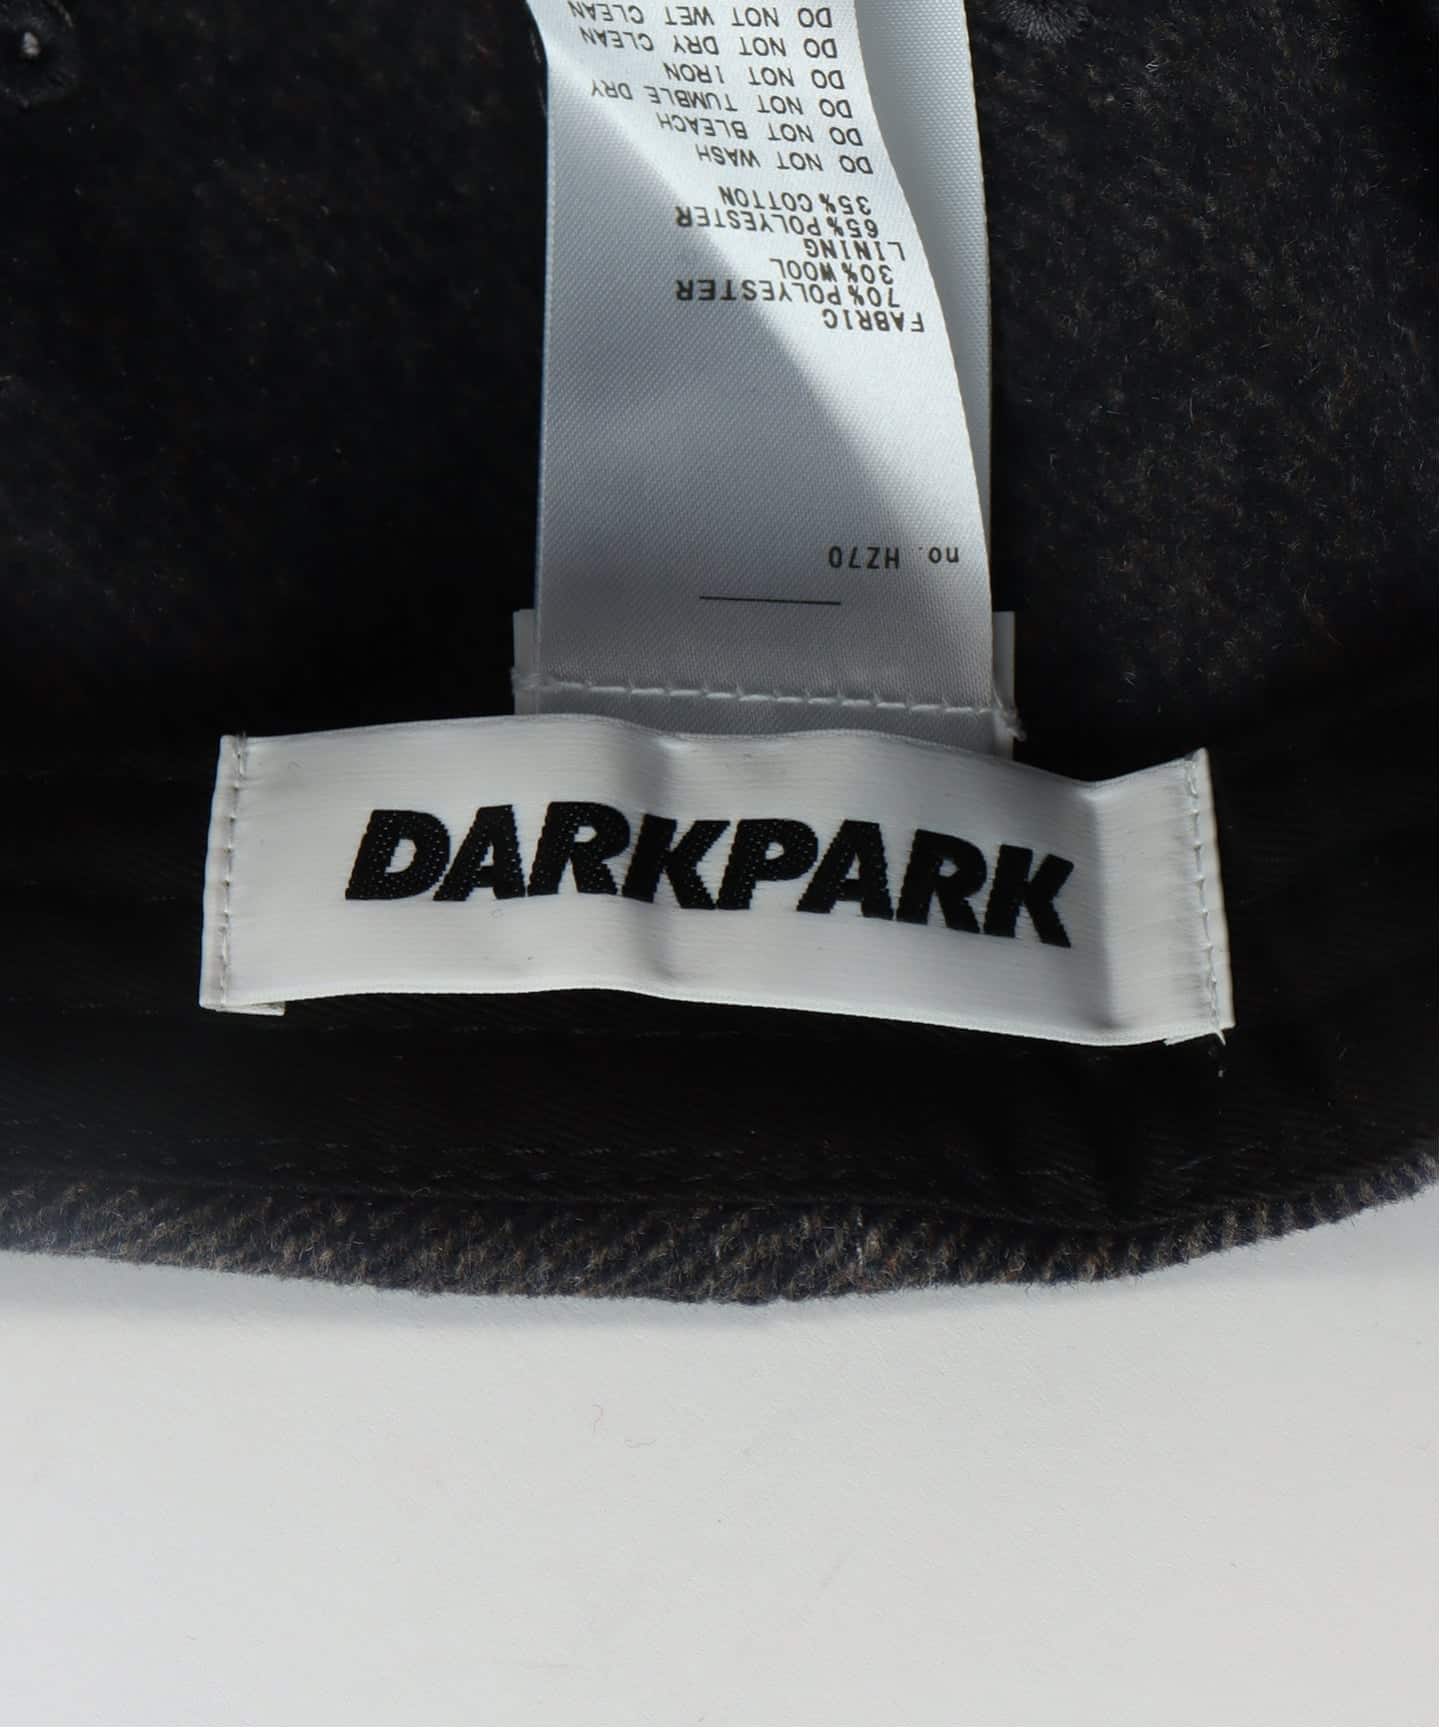 no. HZ70
FABRIC
70%POLYESTER
30%WOOL
LINING
65%POLYESTER
35%COTTON
DO NOT WASH
DO NOT BLEACH
DO NOT TUMBLE DRY
DO NOT IRON
DO NOT DRY CLEAN
DO NOT WET CLEAN
DARKPARK